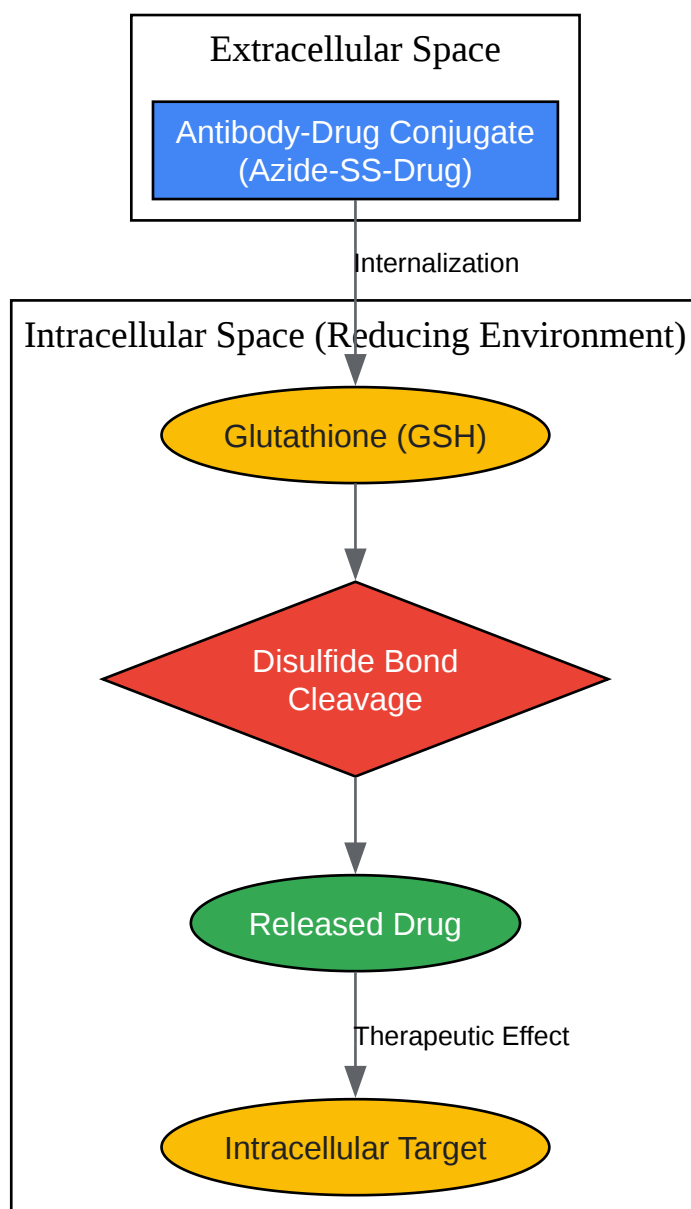 Extracellular Space
Antibody-Drug Conjugate
(Azide-SS-Drug)
Internalization
Intracellular Space (Reducing Environment)
Glutathione (GSH)
Disulfide Bond
Cleavage
Released Drug
Therapeutic Effect
Intracellular Target